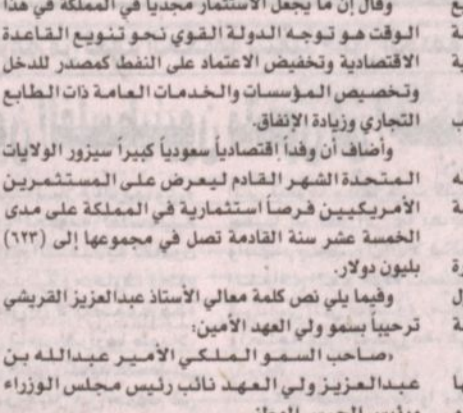 وقال إن ما يجعل الاستثمار مجدياً في المملكة في هذا
الوقت هو توجه الدولة القوي نحو تنويع القاعدة
الاقتصادية وتخفيض الاعتماد على النفط كمصدر للدخل
وتخصيص المؤسسات والخدمات العامة ذات الطابع
التجاري وزيادة الإنفاق.
وأضاف أن وفداً إقتصادياً سعودياً كبيراً سيزور الولايات
المتحدة الشهر القادم ليعرض على المستثمرين
الأمريكيين فرصاً استثمارية في المملكة على مدى
الخمسة عشر سنة القادمة تصل في مجموعها إلى (٦٢٣)
بليون دولار.
وفيما يلي نص كلمة معالي الأستاذ عبدالعزيز القريشي
ترحيباً بسمو ولي العهد الأمين:
«صاحب السمو الملكي الأمير عبدالله بن
عبدالعزيز ولي العهد نائب رئيس مجلس الوزراء